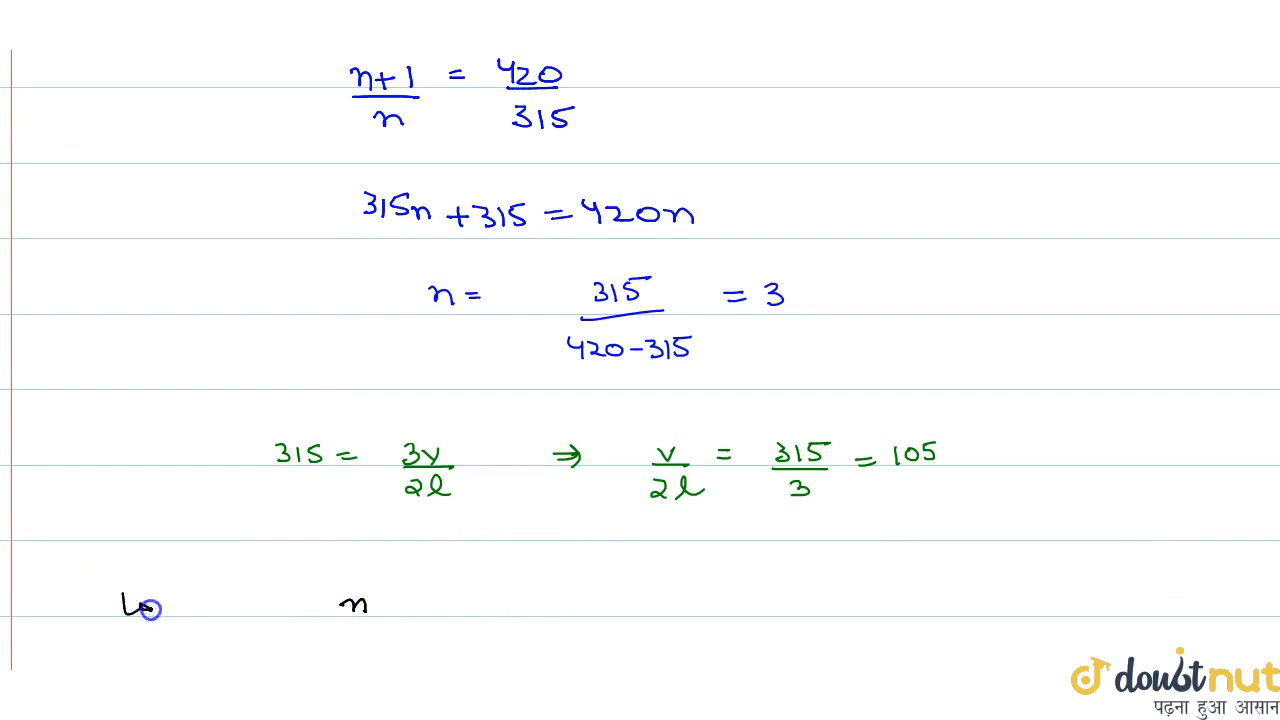 n+1 = 420
n 315
315n + 315 = 420n
n = 315 = 3
420 - 315
315 = 3v ⇒ v = 315 = 105
2l 2l 3
n
doubtnut
पढ़ना हुआ आसान